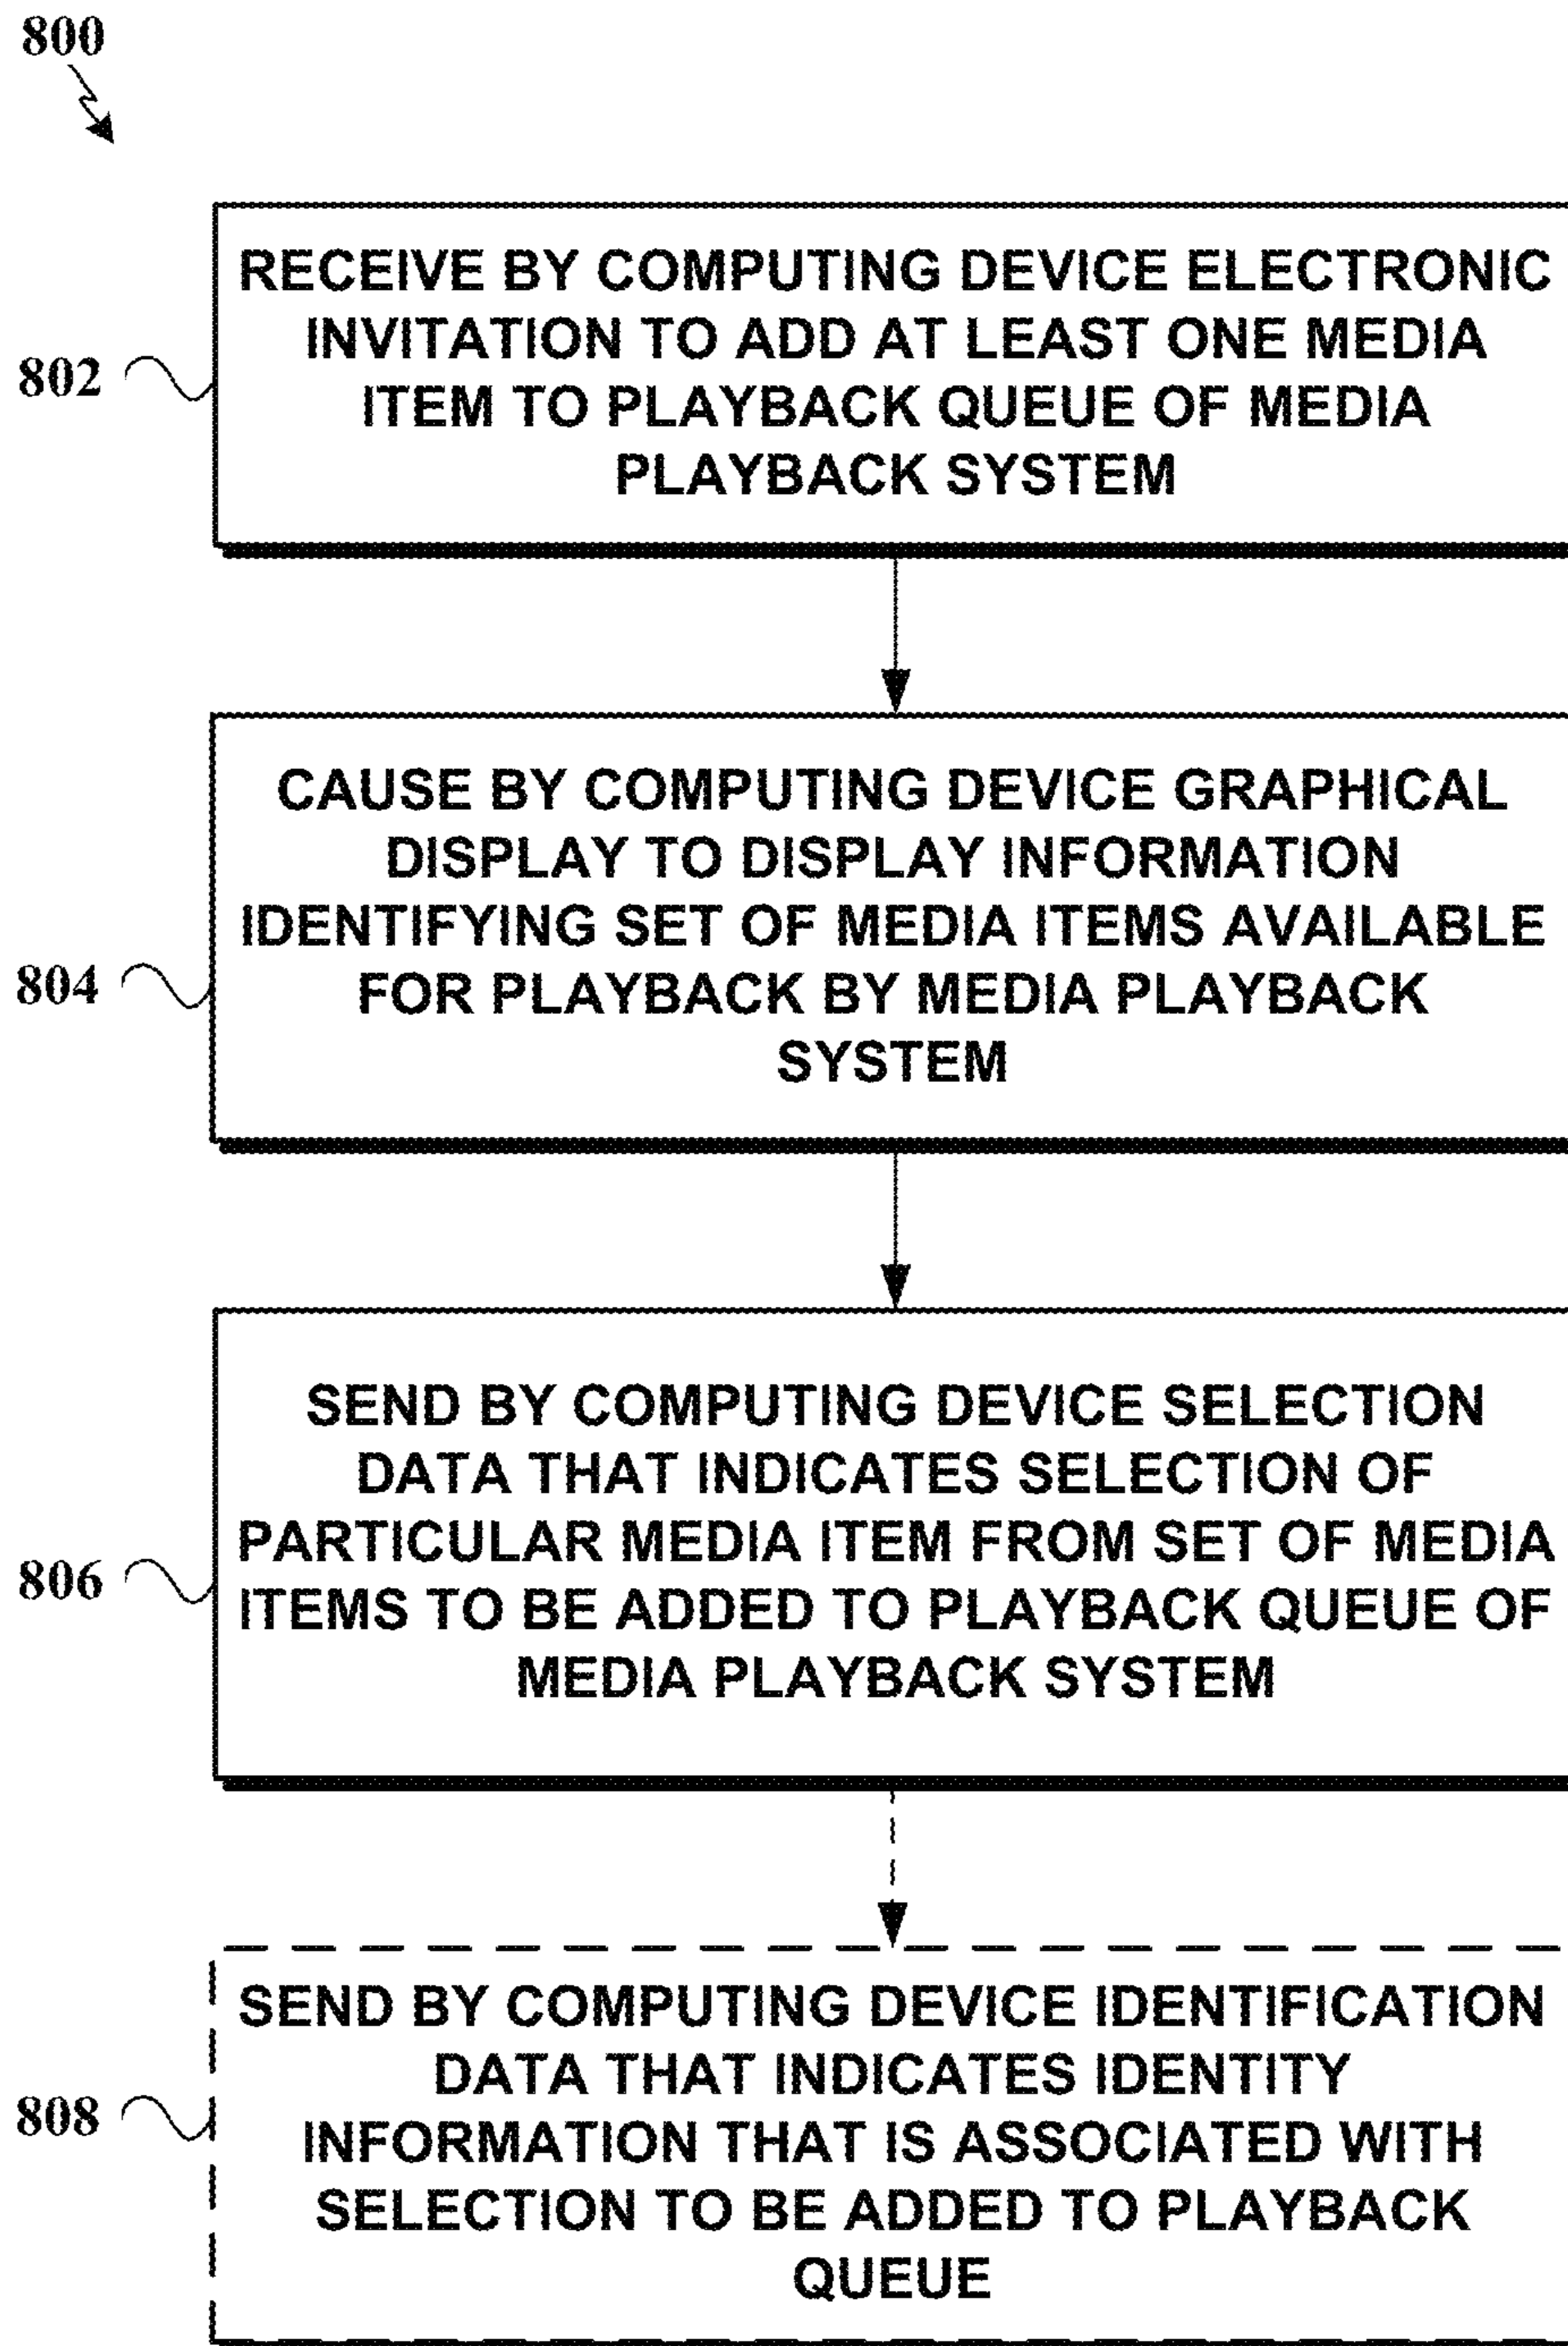 800
802
RECEIVE BY COMPUTING DEVICE ELECTRONIC
INVITATION TO ADD AT LEAST ONE MEDIA
ITEM TO PLAYBACK QUEUE OF MEDIA
PLAYBACK SYSTEM
804
CAUSE BY COMPUTING DEVICE GRAPHICAL
DISPLAY TO DISPLAY INFORMATION
IDENTIFYING SET OF MEDIA ITEMS AVAILABLE
FOR PLAYBACK BY MEDIA PLAYBACK
SYSTEM
806
SEND BY COMPUTING DEVICE SELECTION
DATA THAT INDICATES SELECTION OF
PARTICULAR MEDIA ITEM FROM SET OF MEDIA
ITEMS TO BE ADDED TO PLAYBACK QUEUE OF
MEDIA PLAYBACK SYSTEM
808
SEND BY COMPUTING DEVICE IDENTIFICATION
DATA THAT INDICATES IDENTITY
INFORMATION THAT IS ASSOCIATED WITH
SELECTION TO BE ADDED TO PLAYBACK
QUEUE